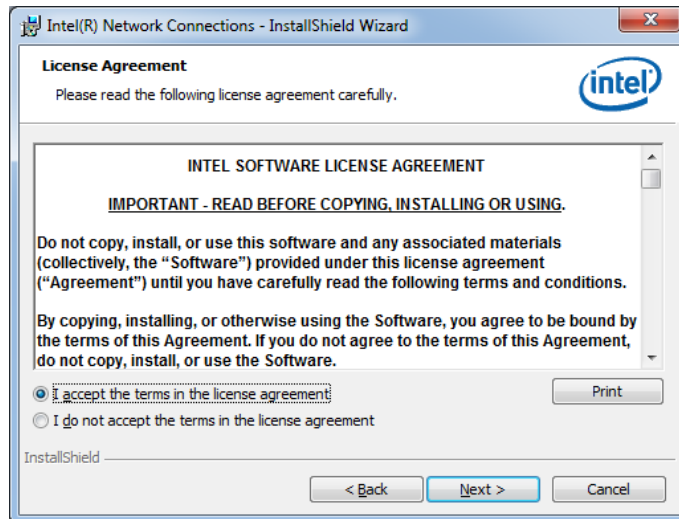 Intel(R) Network Connections - InstallShield Wizard
License Agreement
Please read the following license agreement carefully.
intel
INTEL SOFTWARE LICENSE AGREEMENT
IMPORTANT - READ BEFORE COPYING, INSTALLING OR USING.
Do not copy, install, or use this software and any associated materials
(collectively, the “Software”) provided under this license agreement
(“Agreement”) until you have carefully read the following terms and conditions.
By copying, installing, or otherwise using the Software, you agree to be bound by
the terms of this Agreement. If you do not agree to the terms of this Agreement,
do not copy, install, or use the Software.
I accept the terms in the license agreement
Print
I do not accept the terms in the license agreement
InstallShield
< Back
Next >
Cancel